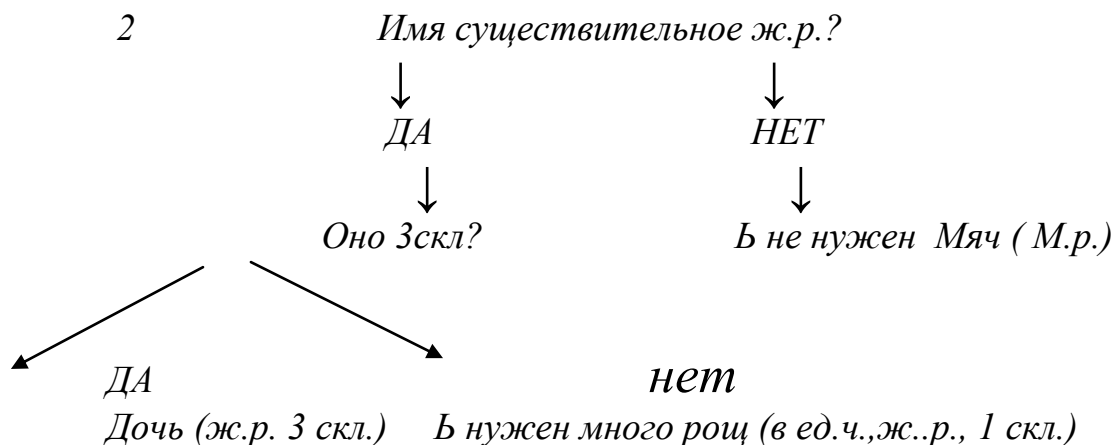 2 Имя существительное ж.р.?
ДА НЕТ
Оно 3скл? Ь не нужен Мяч ( М.р.)
ДА нет
Дочь (ж.р. 3 скл.) Ь нужен много рощ (в ед.ч.,ж..р., 1 скл.)